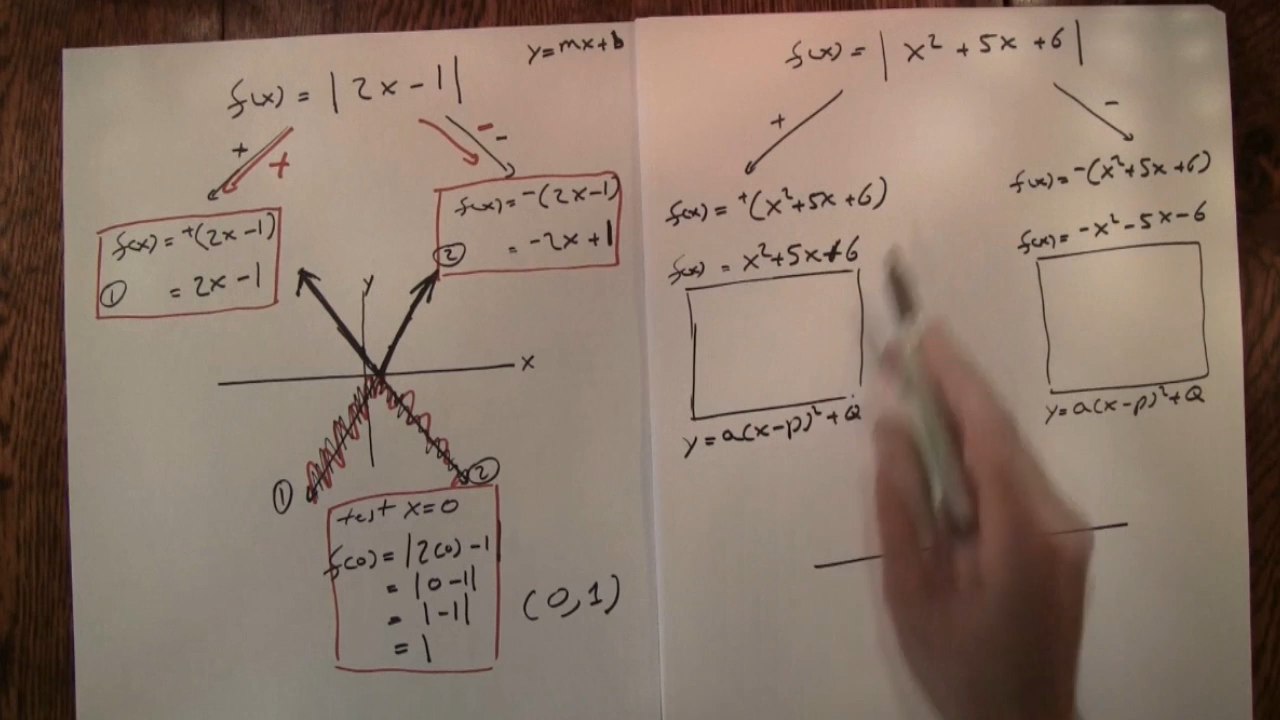 y=mx+b
f(x) = |2x-1|
+
+
-
-
f(x) = +(2x-1)
① = 2x-1
f(x) = -(2x-1)
② = -2x+1
y
x
①
②
test x=0
f(0) = |2(0)-1
= |0-1|
= |-1|
= 1
(0,1)
f(x) = |x²+5x+6|
+
-
f(x) = +(x²+5x+6)
f(x) = x²+5x+6
y=a(x-p)²+Q
f(x) = -(x²+5x+6)
f(x) = -x²-5x-6
y=a(x-p)²+Q